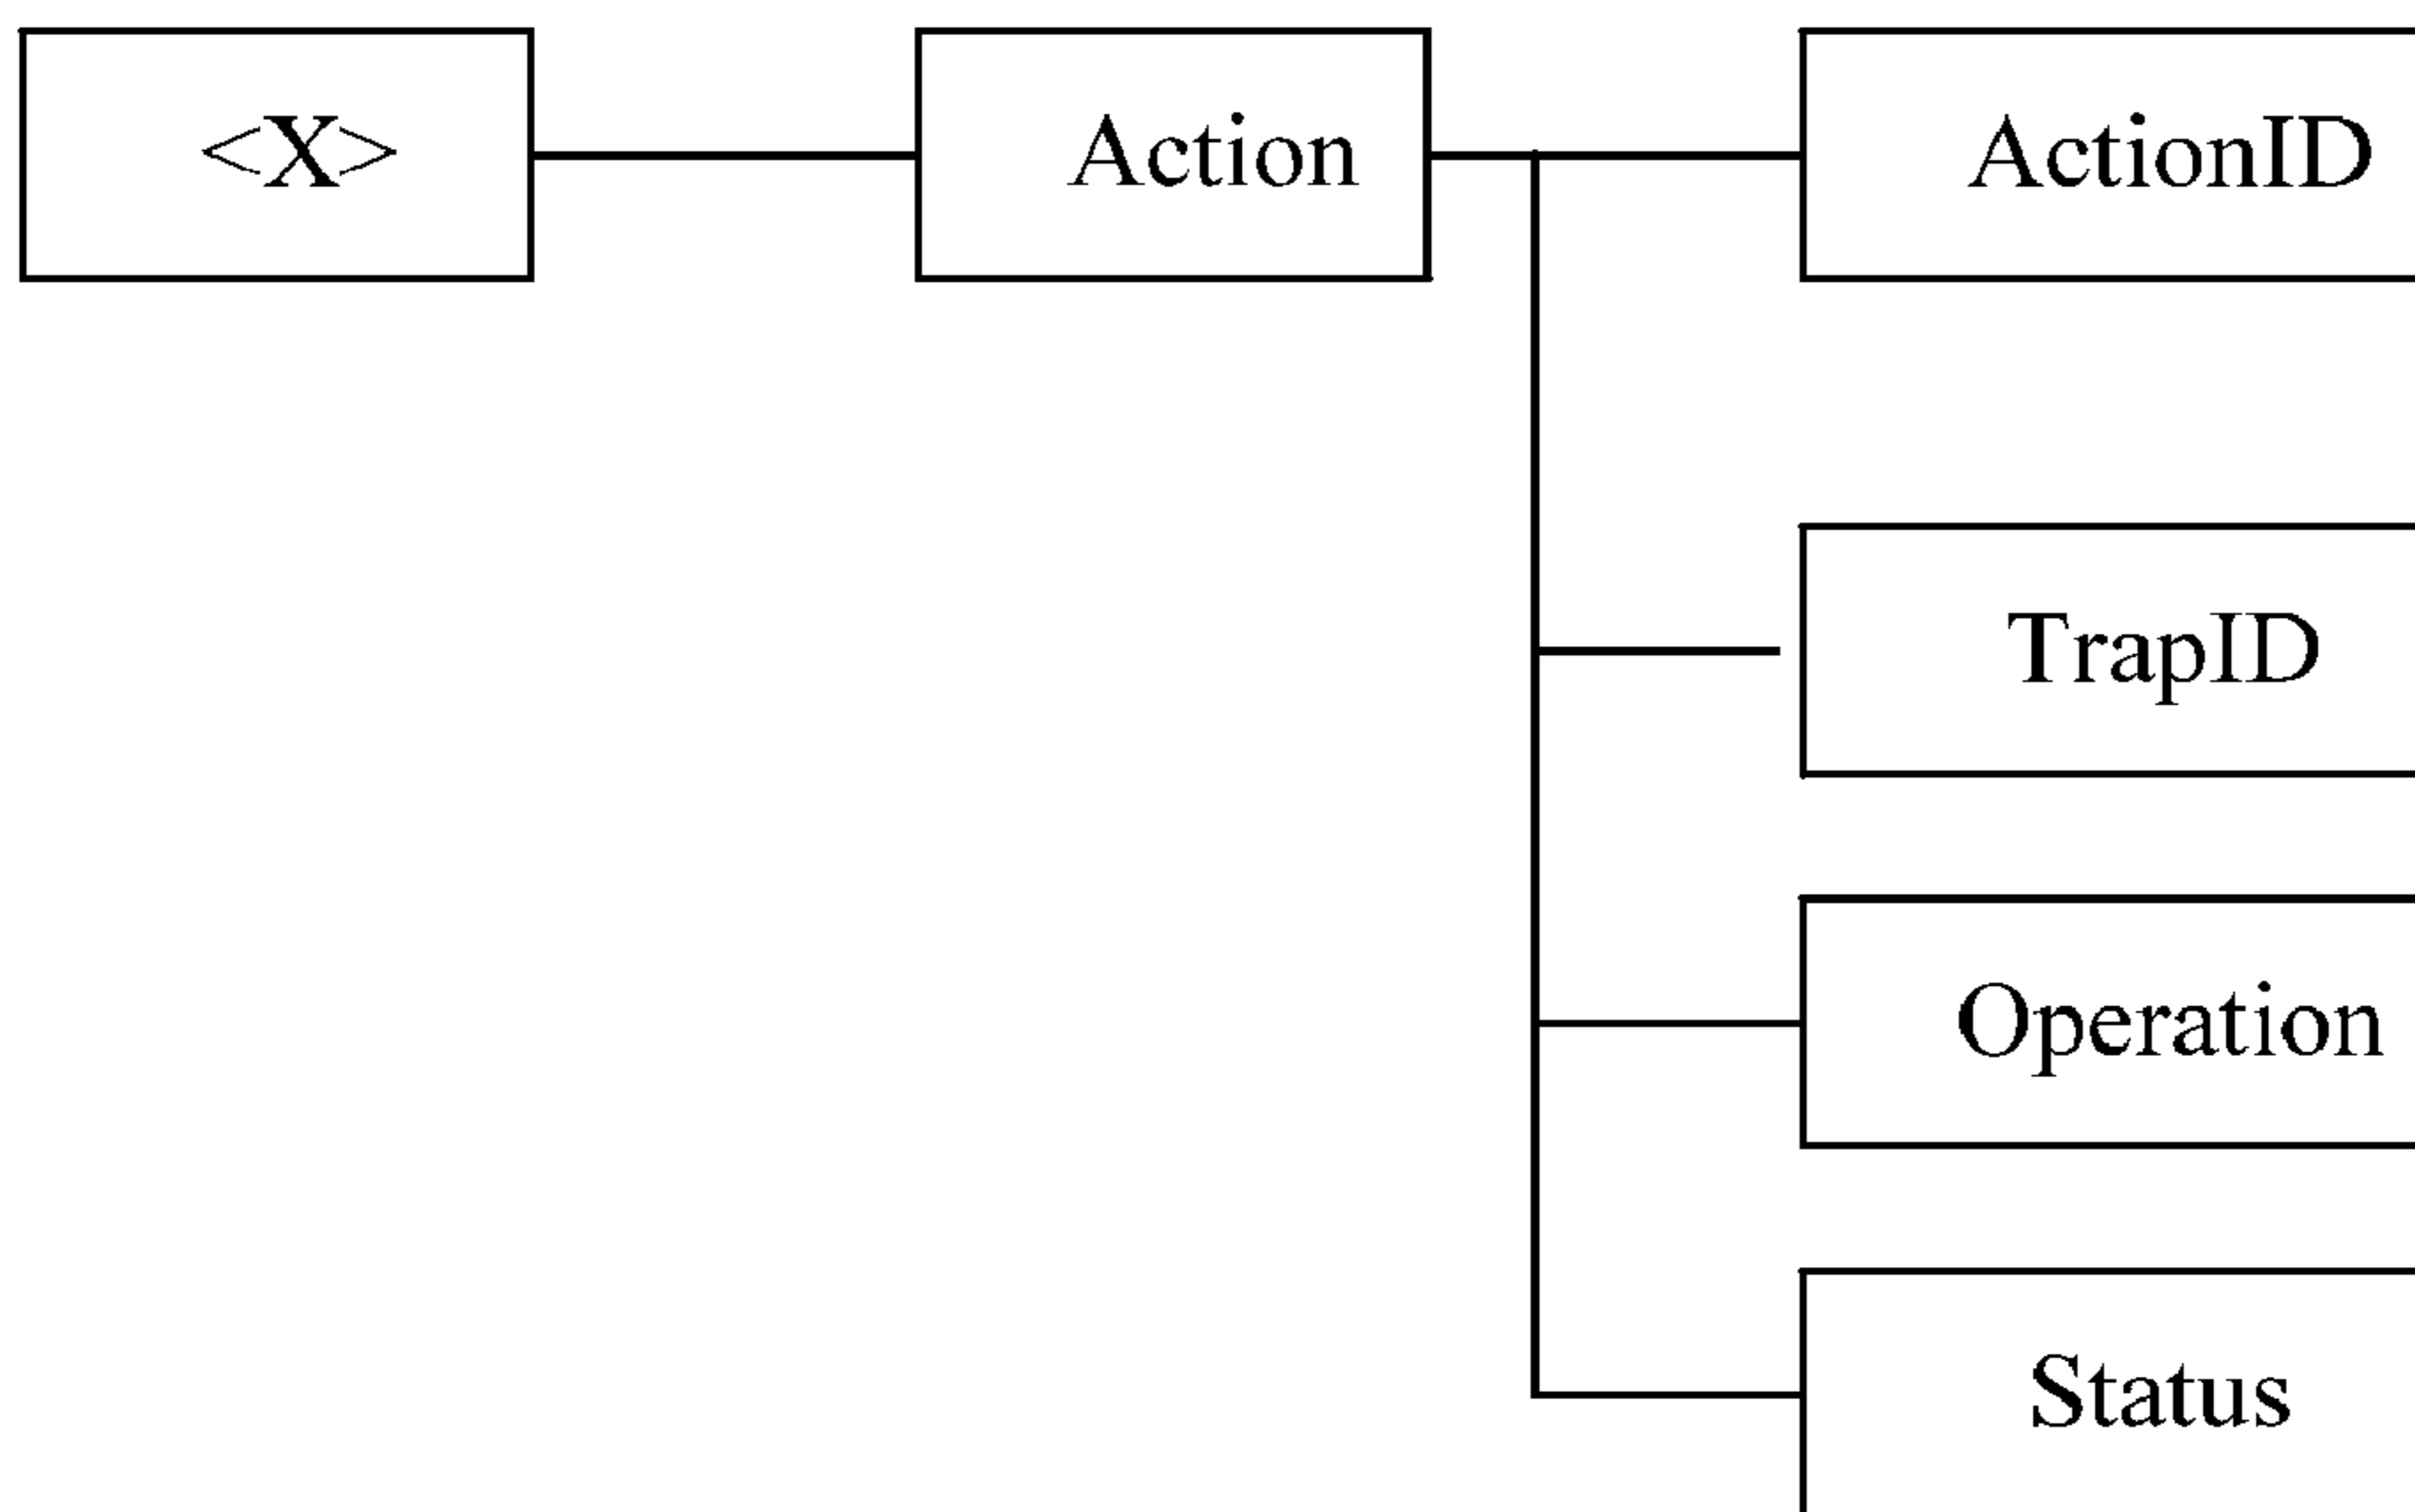 <X>
Action
ActionID
TrapID
Operation
Status